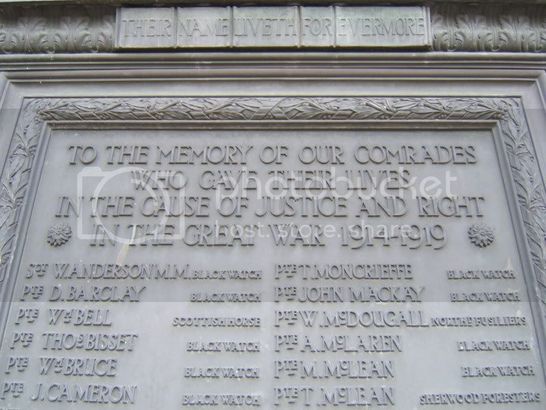 THEIR NAME LIVETH FOR EVERMORE
TO THE MEMORY OF OUR COMRADES
WHO GAVE THEIR LIVES
IN THE CAUSE OF JUSTICE AND RIGHT
IN THE GREAT WAR 1914-1919
SGT W. ANDERSON M.M. BLACK WATCH
PTE D. BARCLAY BLACK WATCH
PTE WM BELL SCOTTISH HORSE
PTE THOS BISSET BLACK WATCH
PTE WM BRUCE BLACK WATCH
PTE J. CAMERON BLACK WATCH
PTE T. MONCRIEFFE BLACK WATCH
PTE JOHN MACKAY BLACK WATCH
PTE W. MCDOUGALL NORTHD FUSILIERS
PTE A. MCLAREN BLACK WATCH
PTE M. MCLEAN BLACK WATCH
PTE T. MCLEAN SHERWOOD FORESTERS
photobucket